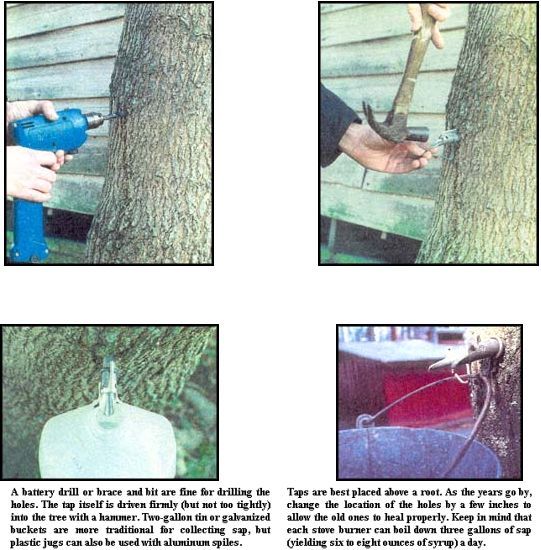 A battery drill or brace and bit are fine for drilling the
holes. The tap itself is driven firmly (but not too tightly)
into the tree with a hammer. Two-gallon tin or galvanized
buckets are more traditional for collecting sap, but
plastic jugs can also be used with aluminum spiles.
Taps are best placed above a root. As the years go by,
change the location of the holes by a few inches to
allow the old ones to heal properly. Keep in mind that
each stove burner can boil down three gallons of sap
(yielding six to eight ounces of syrup) a day.